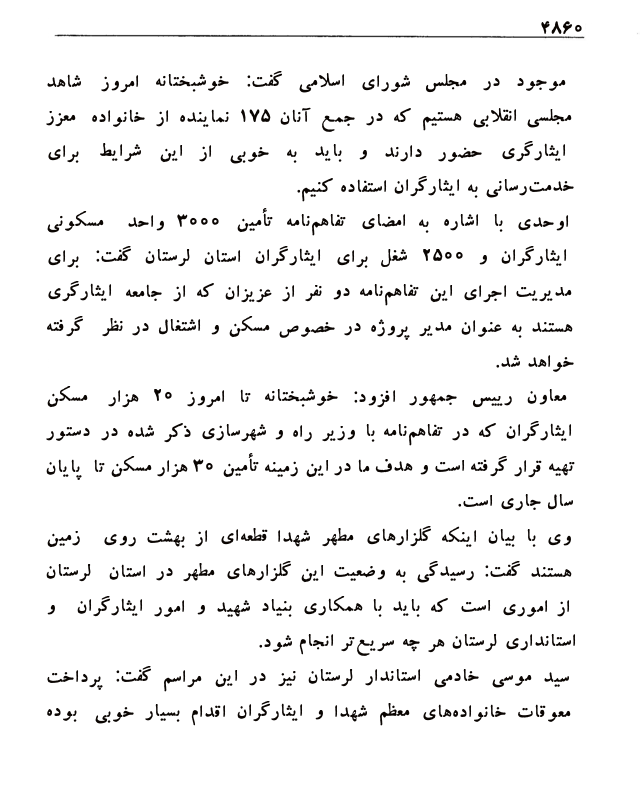 ۴۸۶۰
موجود در مجلس شورای اسلامی گفت: خوشبختانه امروز شاهد
مجلسی انقلابی هستیم که در جمع آنان ۱۷۵ نماینده از خانواده معزز
ایثارگری حضور دارند و باید به خوبی از این شرایط برای
خدمت‌رسانی به ایثارگران استفاده کنیم.
اوحدی با اشاره به امضای تفاهم‌نامه تأمین ۳۰۰۰ واحد مسکونی
ایثارگران و ۲۵۰۰ شغل برای ایثارگران استان لرستان گفت: برای
مدیریت اجرای این تفاهم‌نامه دو نفر از عزیزان که از جامعه ایثارگری
هستند به عنوان مدیر پروژه در خصوص مسکن و اشتغال در نظر گرفته
خواهد شد.
معاون رییس جمهور افزود: خوشبختانه تا امروز ۲۰ هزار مسکن
ایثارگران که در تفاهم‌نامه با وزیر راه و شهرسازی ذکر شده در دستور
تهیه قرار گرفته است و هدف ما در این زمینه تأمین ۳۰ هزار مسکن تا پایان
سال جاری است.
وی با بیان اینکه گلزارهای مطهر شهدا قطعه‌ای از بهشت روی زمین
هستند گفت: رسیدگی به وضعیت این گلزارهای مطهر در استان لرستان
از اموری است که باید با همکاری بنیاد شهید و امور ایثارگران و
استانداری لرستان هر چه سریع‌تر انجام شود.
سید موسی خادمی استاندار لرستان نیز در این مراسم گفت: پرداخت
معوقات خانواده‌های معظم شهدا و ایثارگران اقدام بسیار خوبی بوده